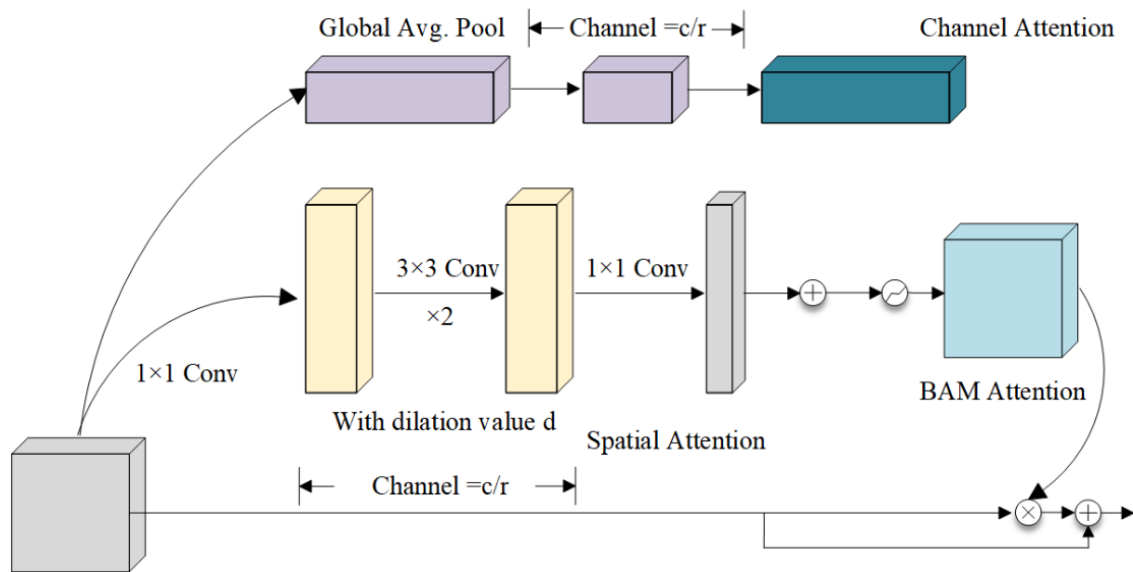 Global Avg. Pool
Channel =c/r
Channel Attention
3×3 Conv
×2
1×1 Conv
1×1 Conv
BAM Attention
With dilation value d
Spatial Attention
Channel =c/r